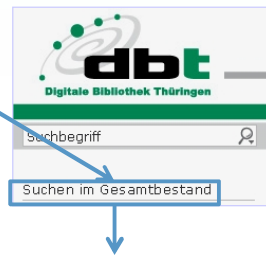 dbt
Digitale Bibliothek Thüringen
Suchbegriff
Suchen im Gesamtbestand